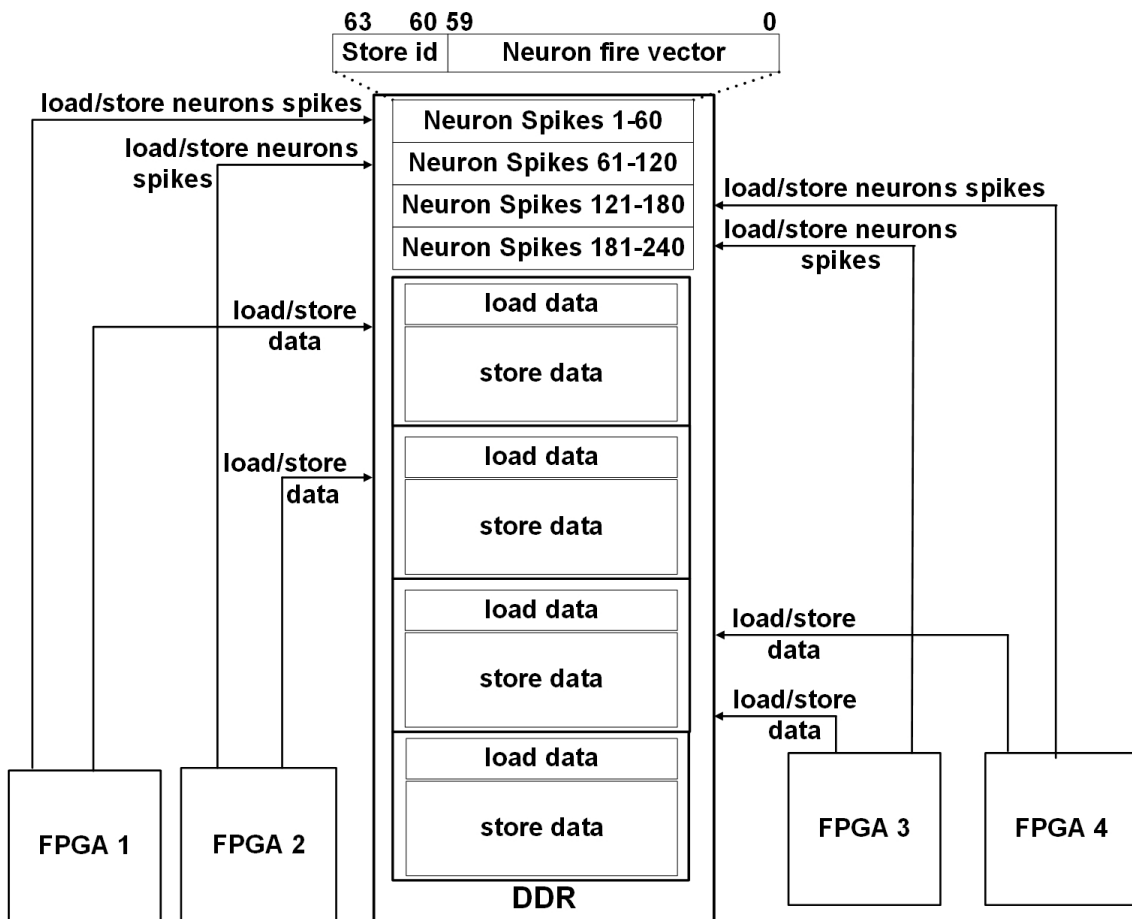 63 60 59 0
Store id Neuron fire vector
load/store neurons spikes
Neuron Spikes 1-60
load/store neurons
spikes
Neuron Spikes 61-120
load/store neurons spikes
Neuron Spikes 121-180
load/store neurons
spikes
Neuron Spikes 181-240
load/store
data
load data
store data
load/store
data
load data
store data
load/store
data
load data
store data
load/store
data
load data
store data
FPGA 1
FPGA 2
FPGA 3
FPGA 4
DDR